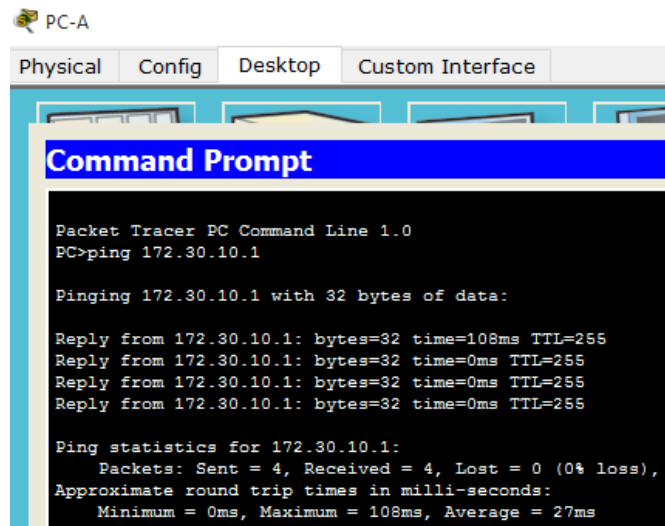 PC-A
Physical Config Desktop Custom Interface
Command Prompt
Packet Tracer PC Command Line 1.0
PC>ping 172.30.10.1
Pinging 172.30.10.1 with 32 bytes of data:
Reply from 172.30.10.1: bytes=32 time=108ms TTL=255
Reply from 172.30.10.1: bytes=32 time=0ms TTL=255
Reply from 172.30.10.1: bytes=32 time=0ms TTL=255
Reply from 172.30.10.1: bytes=32 time=0ms TTL=255
Ping statistics for 172.30.10.1:
Packets: Sent = 4, Received = 4, Lost = 0 (0% loss),
Approximate round trip times in milli-seconds:
Minimum = 0ms, Maximum = 108ms, Average = 27ms